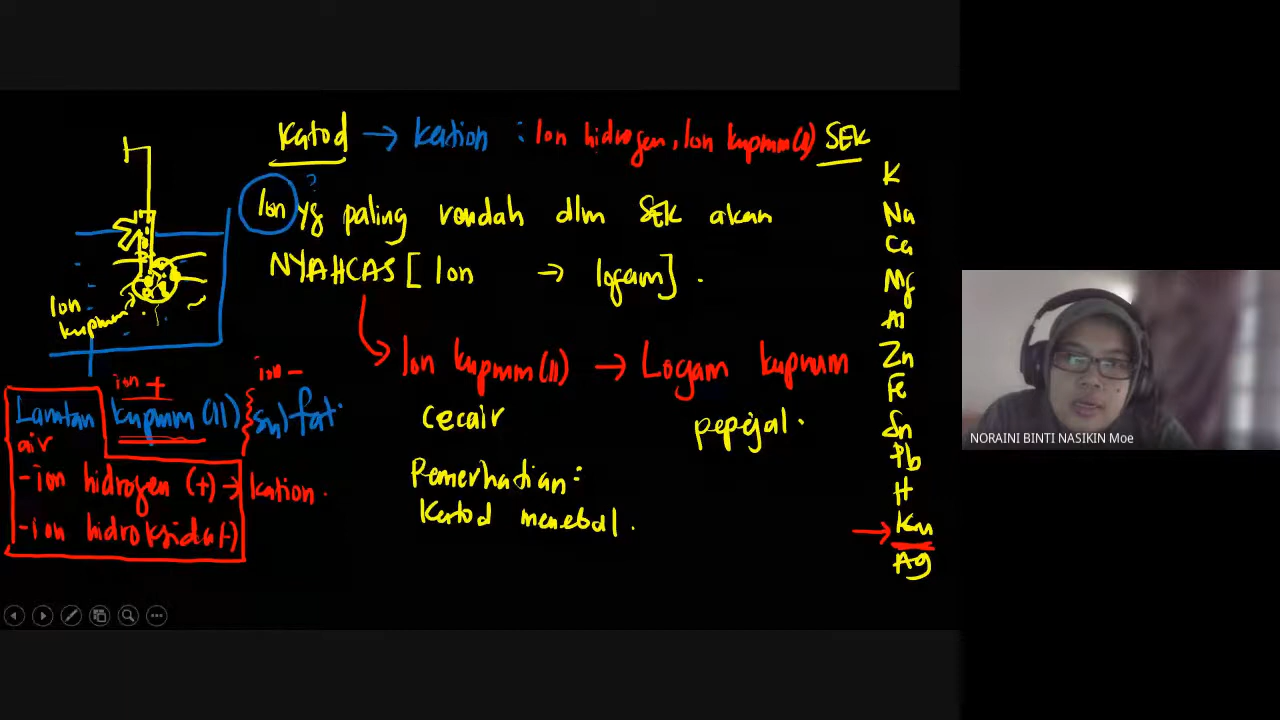 Katod → kation : Ion hidrogen, Ion kuprum(II) SEK
Ion yg paling rendah dlm SEK akan
?
NYAHCAS [ Ion → logam] .
Ion kuprum
Ion kuprum(II) → Logam kuprum
cecair pepejal.
Pemerhatian:
Katod menebal.
ion + ion -
Larutan kuprum (II) sulfat.
air
- ion hidrogen (+) → kation.
- ion hidroksida (-)
K
Na
Ca
Mg
Al
Zn
Fe
Sn
Pb
H
→ Ku
Ag
NORAINI BINTI NASIKIN Moe